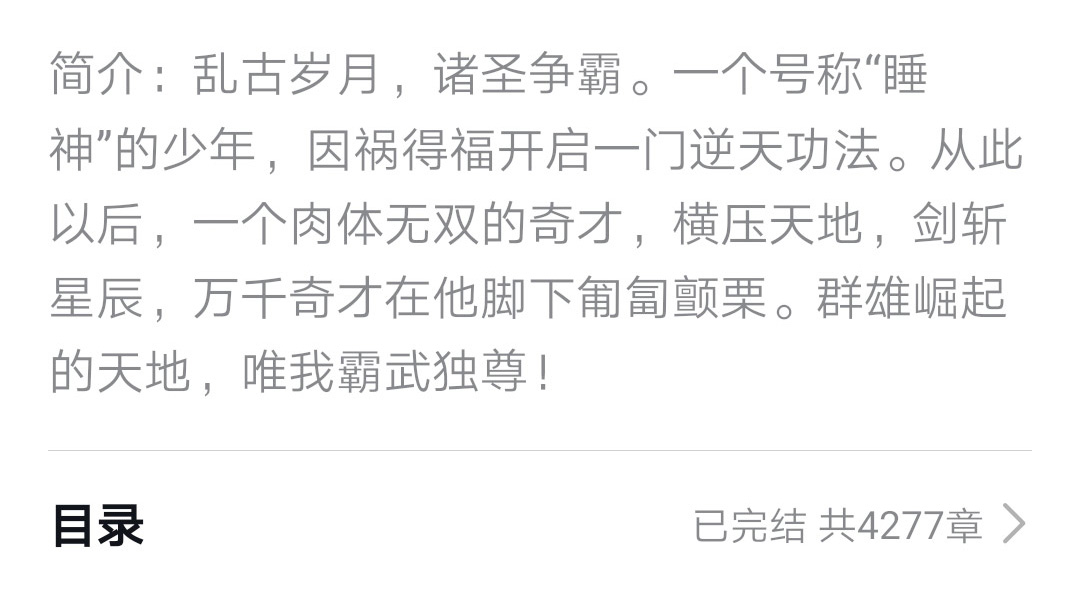 简介：乱古岁月，诸圣争霸。一个号称“睡
神”的少年，因祸得福开启一门逆天功法。从此
以后，一个肉体无双的奇才，横压天地，剑斩
星辰，万千奇才在他脚下匍匐颤栗。群雄崛起
的天地，唯我霸武独尊！
目录
已完结 共4277章